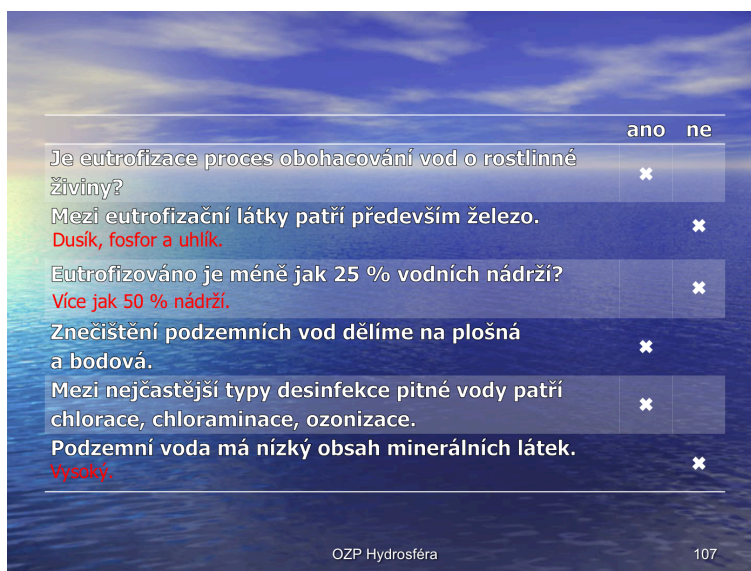 ano ne
Je eutrofizace proces obohacování vod o rostlinné ✖
živiny?
Mezi eutrofizační látky patří především železo. ✖
Dusík, fosfor a uhlík.
Eutrofizováno je méně jak 25 % vodních nádrží? ✖
Více jak 50 % nádrží.
Znečištění podzemních vod dělíme na plošná ✖
a bodová.
Mezi nejčastější typy desinfekce pitné vody patří ✖
chlorace, chloraminace, ozonizace.
Podzemní voda má nízký obsah minerálních látek. ✖
Vysoký.
OZP Hydrosféra 107